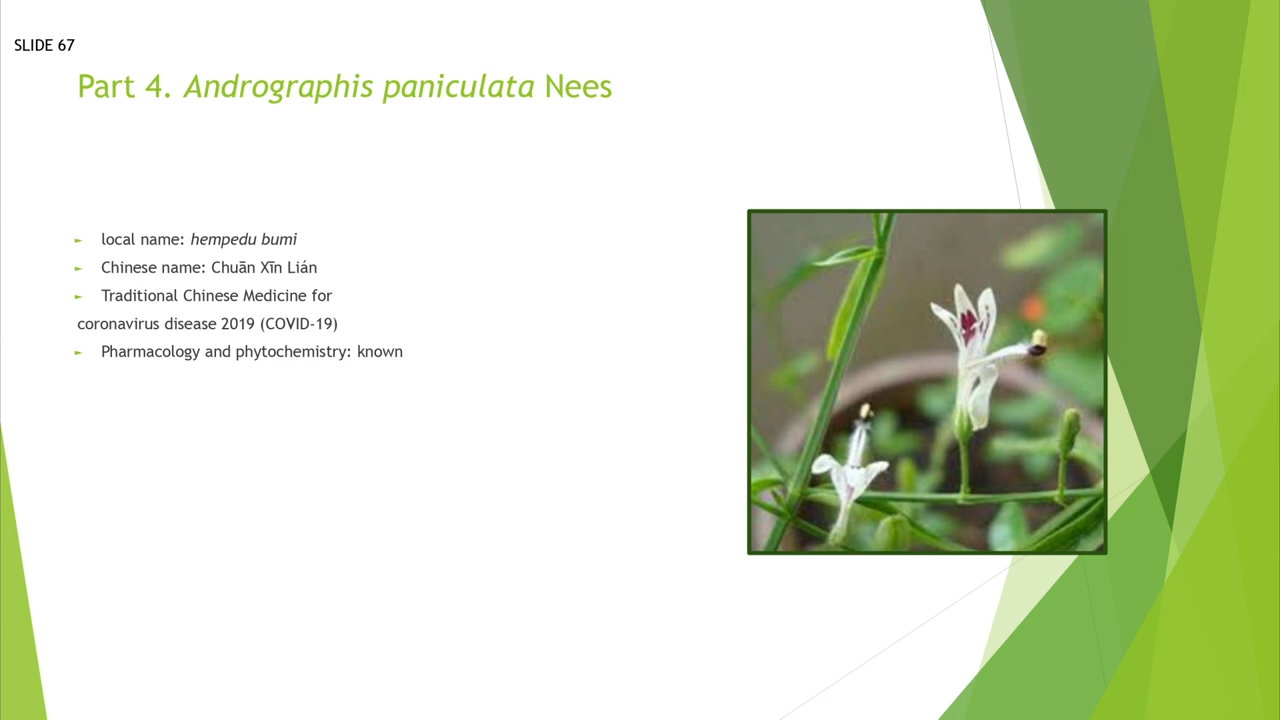 SLIDE 67
Part 4. Andrographis paniculata Nees
► local name: hempedu bumi
► Chinese name: Chuān Xīn Lián
► Traditional Chinese Medicine for
coronavirus disease 2019 (COVID-19)
► Pharmacology and phytochemistry: known